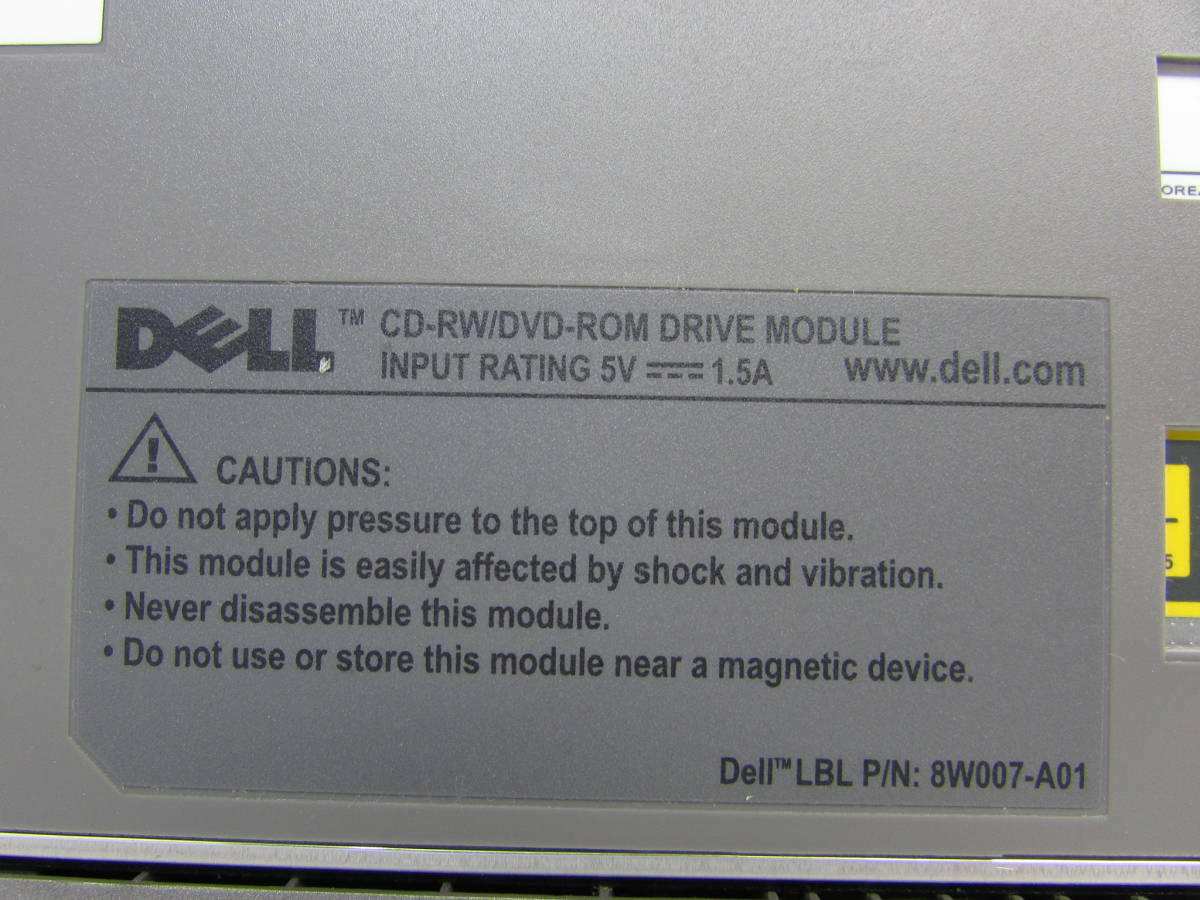 DELL™ CD-RW/DVD-ROM DRIVE MODULE
INPUT RATING 5V ⎓ 1.5A www.dell.com
CAUTIONS:
• Do not apply pressure to the top of this module.
• This module is easily affected by shock and vibration.
• Never disassemble this module.
• Do not use or store this module near a magnetic device.
Dell™ LBL P/N: 8W007-A01